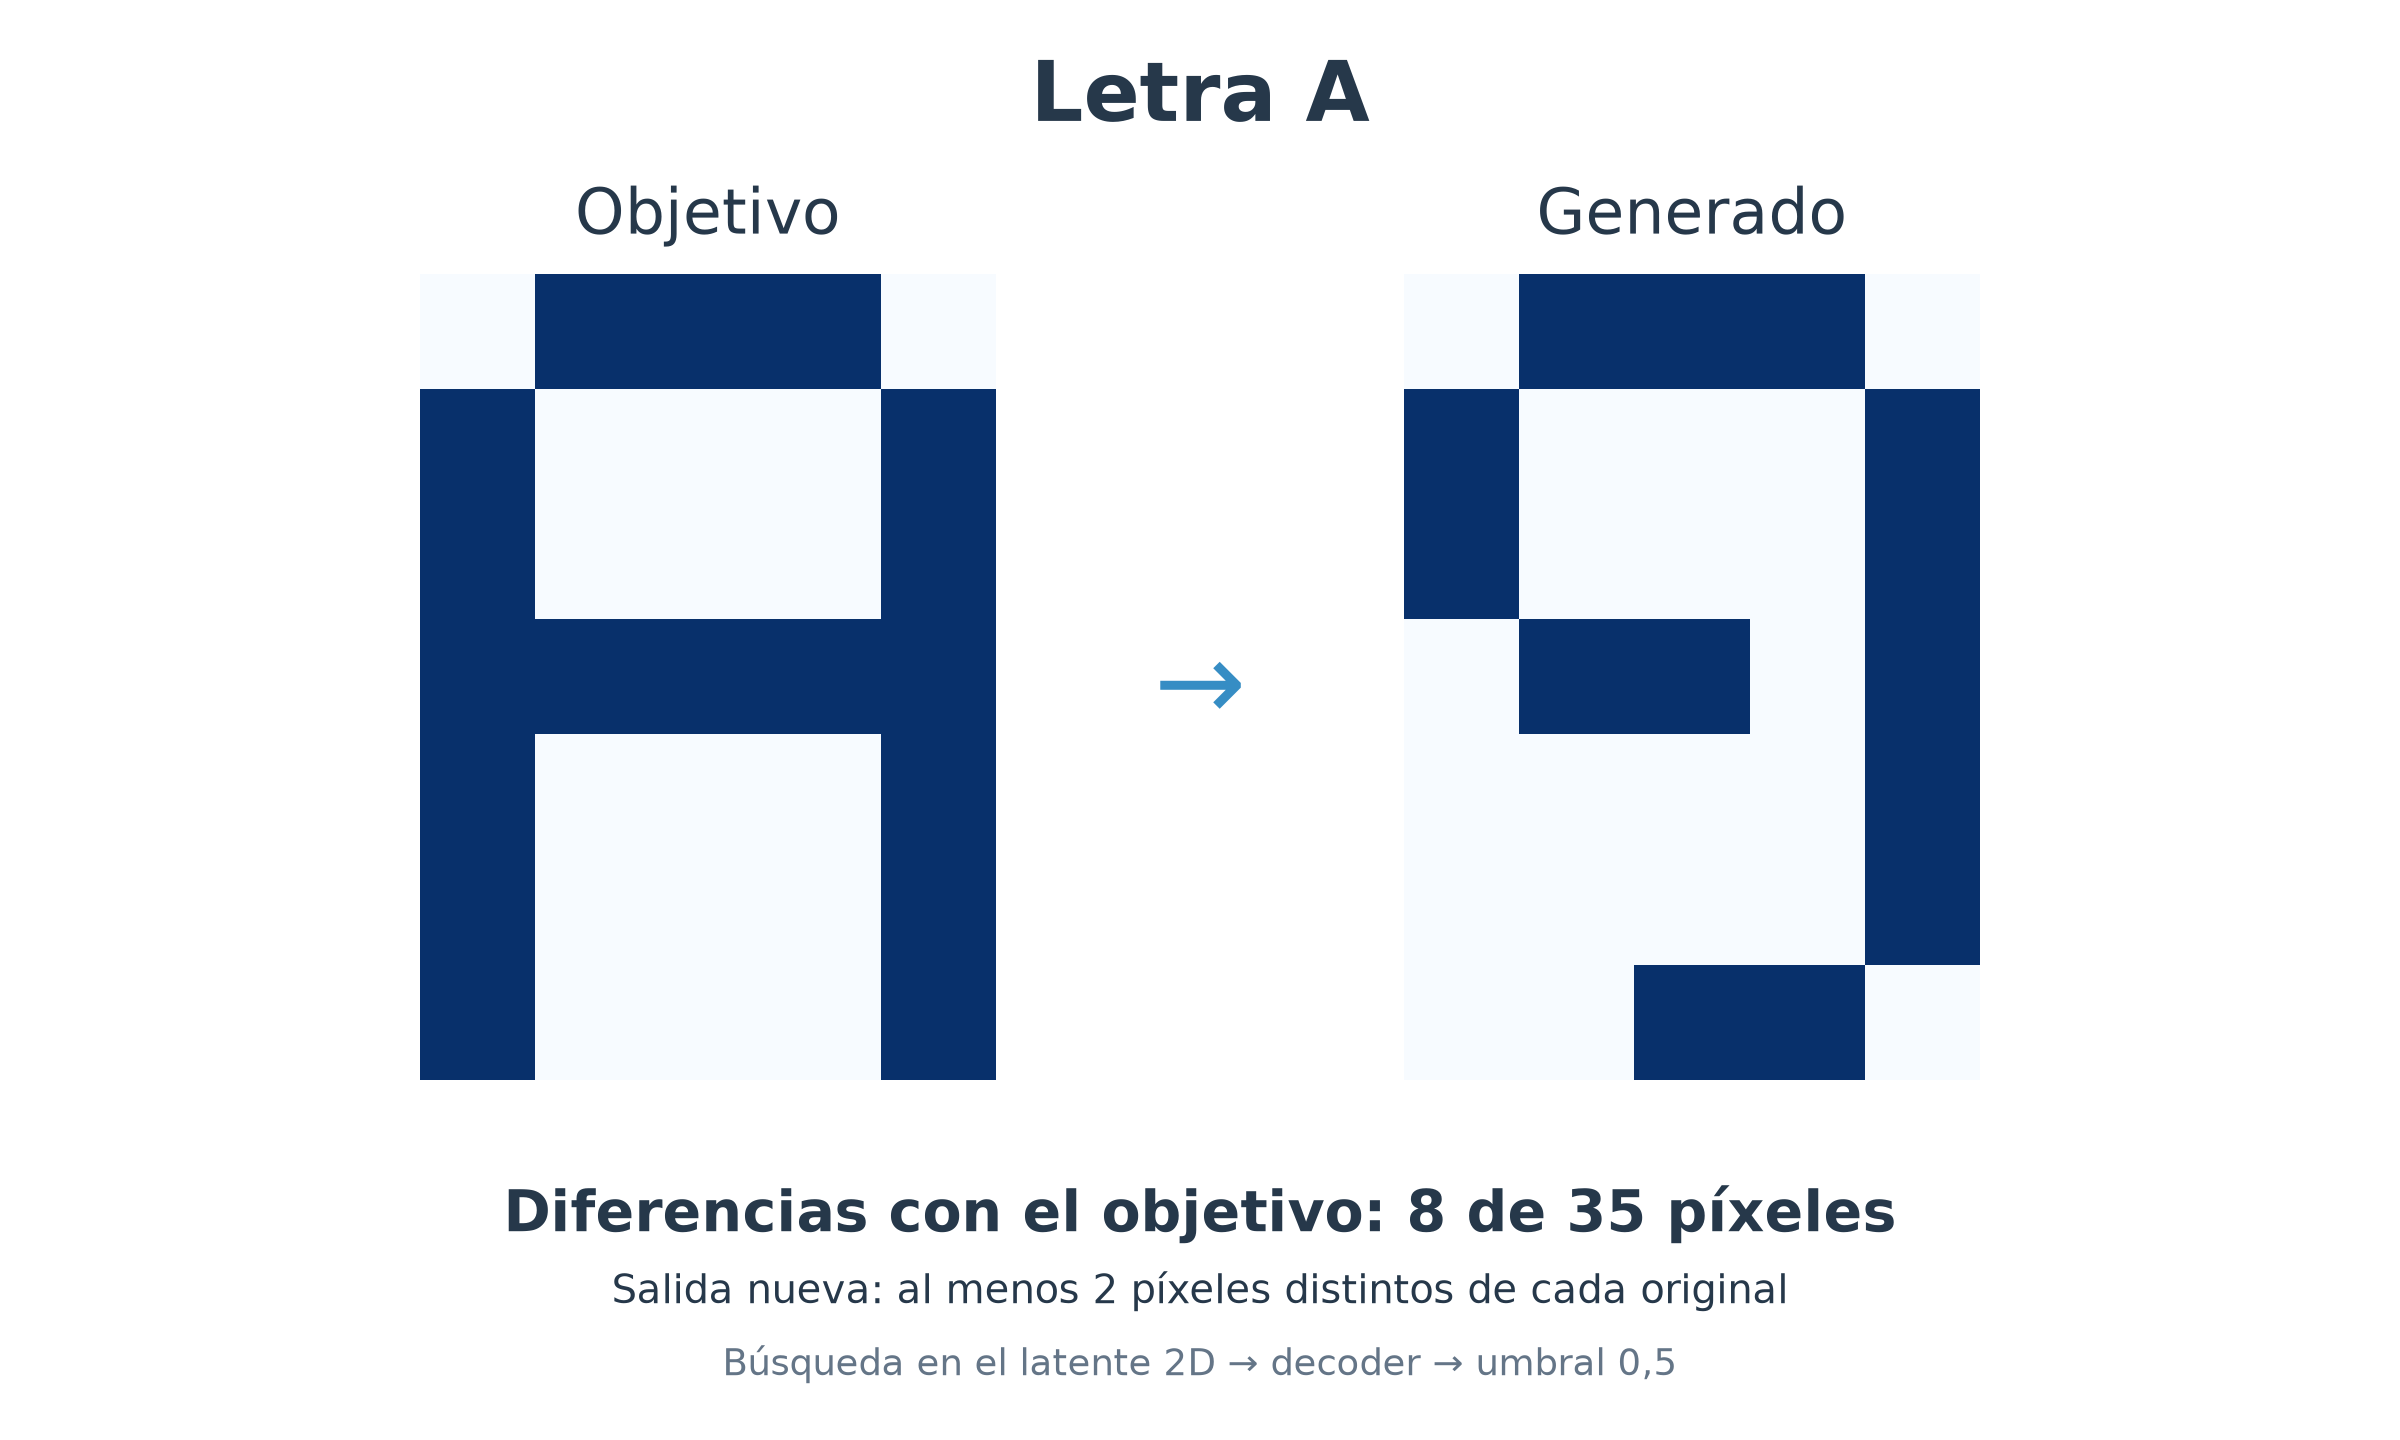 Letra A
Objetivo
Generado
→
Diferencias con el objetivo: 8 de 35 píxeles
Salida nueva: al menos 2 píxeles distintos de cada original
Búsqueda en el latente 2D → decoder → umbral 0,5